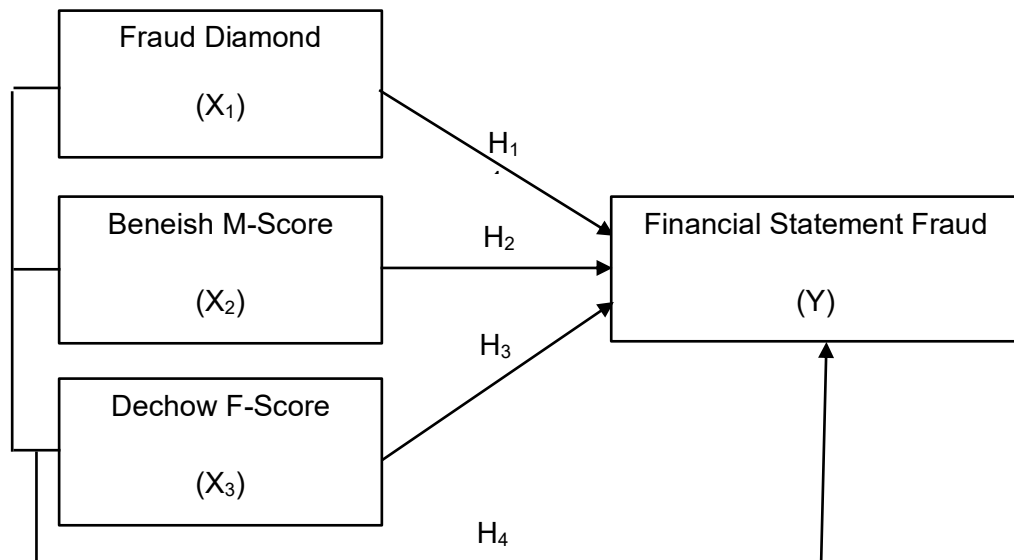 Fraud Diamond
(X₁)
H₁
Beneish M-Score
(X₂)
H₂
Financial Statement Fraud
(Y)
H₃
Dechow F-Score
(X₃)
H₄